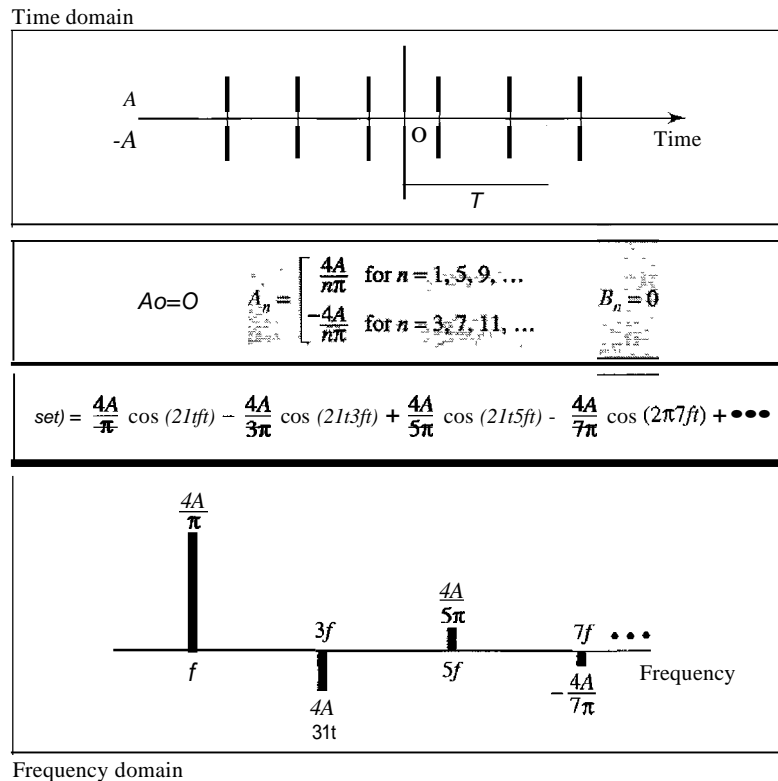 Time domain
A
-A
O
Time
T
Ao=O
A_n = 4A/nπ for n = 1, 5, 9, ...
-4A/nπ for n = 3, 7, 11, ...
B_n = 0
set) = 4A/π cos (21tft) – 4A/3π cos (21t3ft) + 4A/5π cos (21t5ft) - 4A/7π cos (2π7ft) + •••
4A/π
4A/5π
3f
7f •••
f
5f
Frequency
4A
31t
–4A/7π
Frequency domain